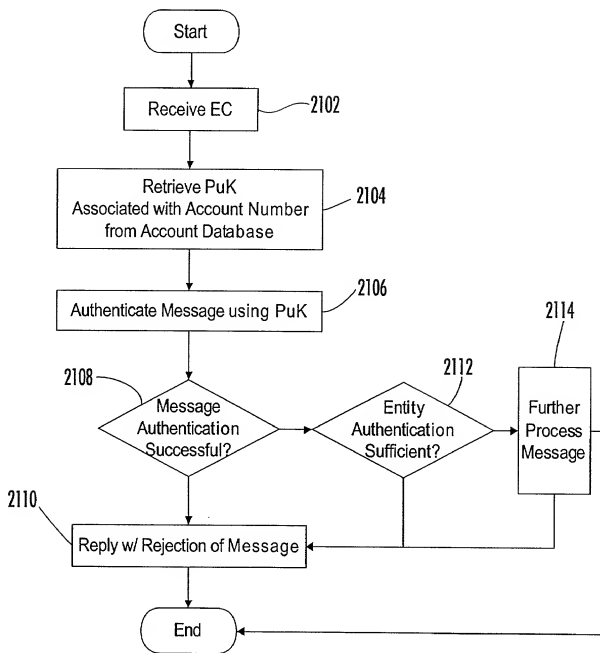 Start
Receive EC
2102
Retrieve PuK
Associated with Account Number
from Account Database
2104
Authenticate Message using PuK
2106
2108
Message
Authentication
Successful?
2112
Entity
Authentication
Sufficient?
2114
Further
Process
Message
2110
Reply w/ Rejection of Message
End